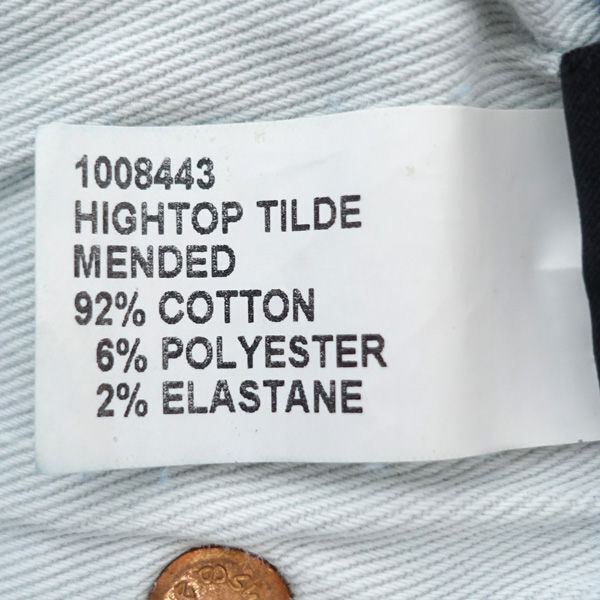 1008443
HIGHTOP TILDE
MENDED
92% COTTON
6% POLYESTER
2% ELASTANE